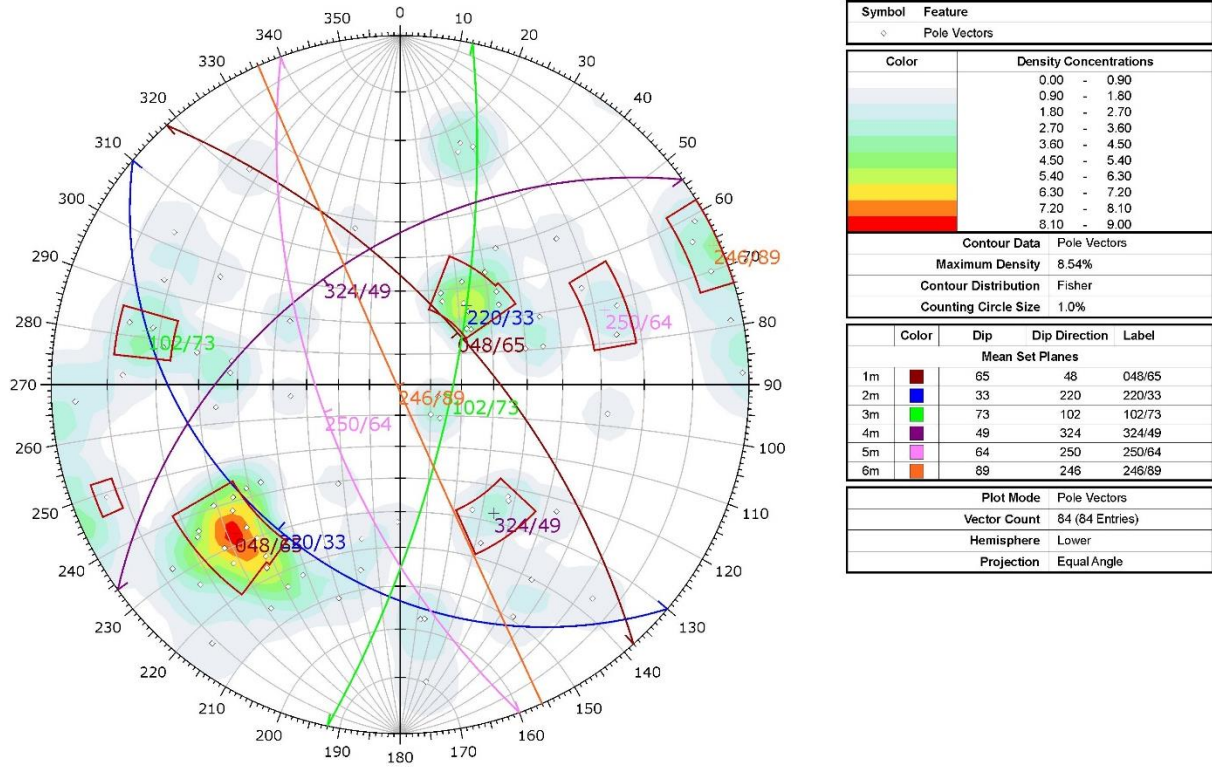 0
350 10
340 20
330 30
320 40
310 50
300 60
290 70
246/89
324/49
280 220/33 250/64 80
102/73 048/65
270 90
246/89
102/73
250/64
260 100
250 110
324/49
048/65
240 120
230 130
220 140
210 150
200 160
190 180 170
Symbol Feature
Pole Vectors
Color Density Concentrations
0.00 - 0.90
0.90 - 1.80
1.80 - 2.70
2.70 - 3.60
3.60 - 4.50
4.50 - 5.40
5.40 - 6.30
6.30 - 7.20
7.20 - 8.10
8.10 - 9.00
Contour Data Pole Vectors
Maximum Density 8.54%
Contour Distribution Fisher
Counting Circle Size 1.0%
Color Dip Dip Direction Label
Mean Set Planes
1m 65 48 048/65
2m 33 220 220/33
3m 73 102 102/73
4m 49 324 324/49
5m 64 250 250/64
6m 89 246 246/89
Plot Mode Pole Vectors
Vector Count 84 (84 Entries)
Hemisphere Lower
Projection Equal Angle